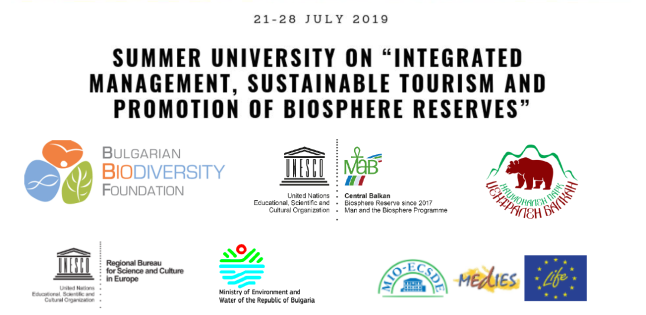 21-28 JULY 2019
SUMMER UNIVERSITY ON “INTEGRATED
MANAGEMENT, SUSTAINABLE TOURISM AND
PROMOTION OF BIOSPHERE RESERVES”
BULGARIAN
BIODIVERSITY
FOUNDATION
UNESCO
United Nations
Educational, Scientific and
Cultural Organization
MAB
Central Balkan
Biosphere Reserve since 2017
Man and the Biosphere Programme
НАЦИОНАЛЕН ПАРК
ЦЕНТРАЛЕН БАЛКАН
UNESCO
United Nations
Educational, Scientific and
Cultural Organization
Regional Bureau
for Science and Culture
in Europe
Ministry of Environment and
Water of the Republic of Bulgaria
MIO-ECSDE
MEdIES
Life